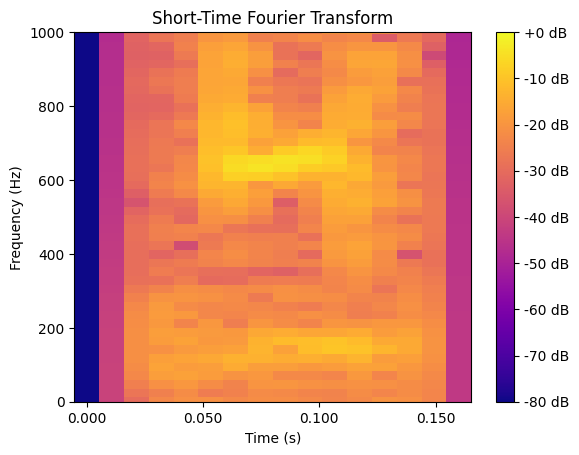 Short-Time Fourier Transform
1000
800
600
400
200
0
Frequency (Hz)
0.000
0.050
0.100
0.150
Time (s)
+0 dB
-10 dB
-20 dB
-30 dB
-40 dB
-50 dB
-60 dB
-70 dB
-80 dB